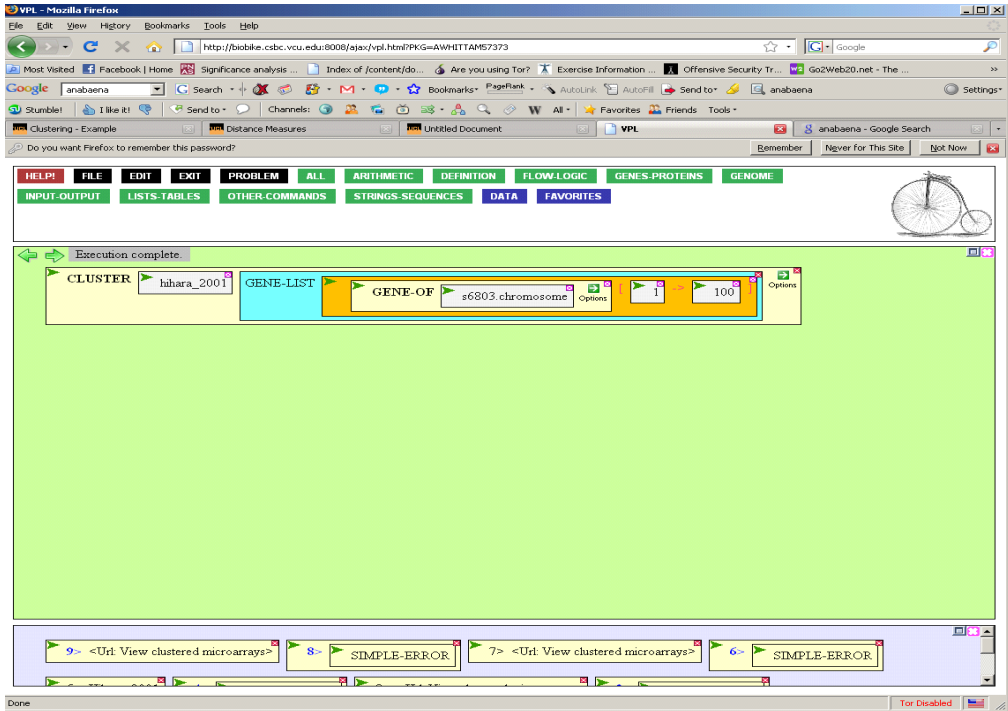 VPL - Mozilla Firefox
File Edit View History Bookmarks Tools Help
http://biobike.csbc.vcu.edu:8008/ajax/vpl.html?PKG=AWHITTAM57373 Google
Most Visited Facebook | Home Significance analysis ... Index of /content/do... Are you using Tor? Exercise Information ... Offensive Security Tr... Go2Web20.net - The ...
Google anabaena Search Bookmarks PageRank AutoLink AutoFill Send to anabaena Settings
Stumble! I like it! Send to Channels: All Favorites Friends Tools
Clustering - Example Distance Measures Untitled Document VPL anabaena - Google Search
Do you want Firefox to remember this password? Remember Never for This Site Not Now
HELP! FILE EDIT EXIT PROBLEM ALL ARITHMETIC DEFINITION FLOW-LOGIC GENES-PROTEINS GENOME
INPUT-OUTPUT LISTS-TABLES OTHER-COMMANDS STRINGS-SEQUENCES DATA FAVORITES
Execution complete.
CLUSTER hihara_2001 GENE-LIST GENE-OF s6803.chromosome Options [ 1 -> 100 ] Options
9> <Url: View clustered microarrays> 8> SIMPLE-ERROR 7> <Url: View clustered microarrays> 6> SIMPLE-ERROR
Done Tor Disabled